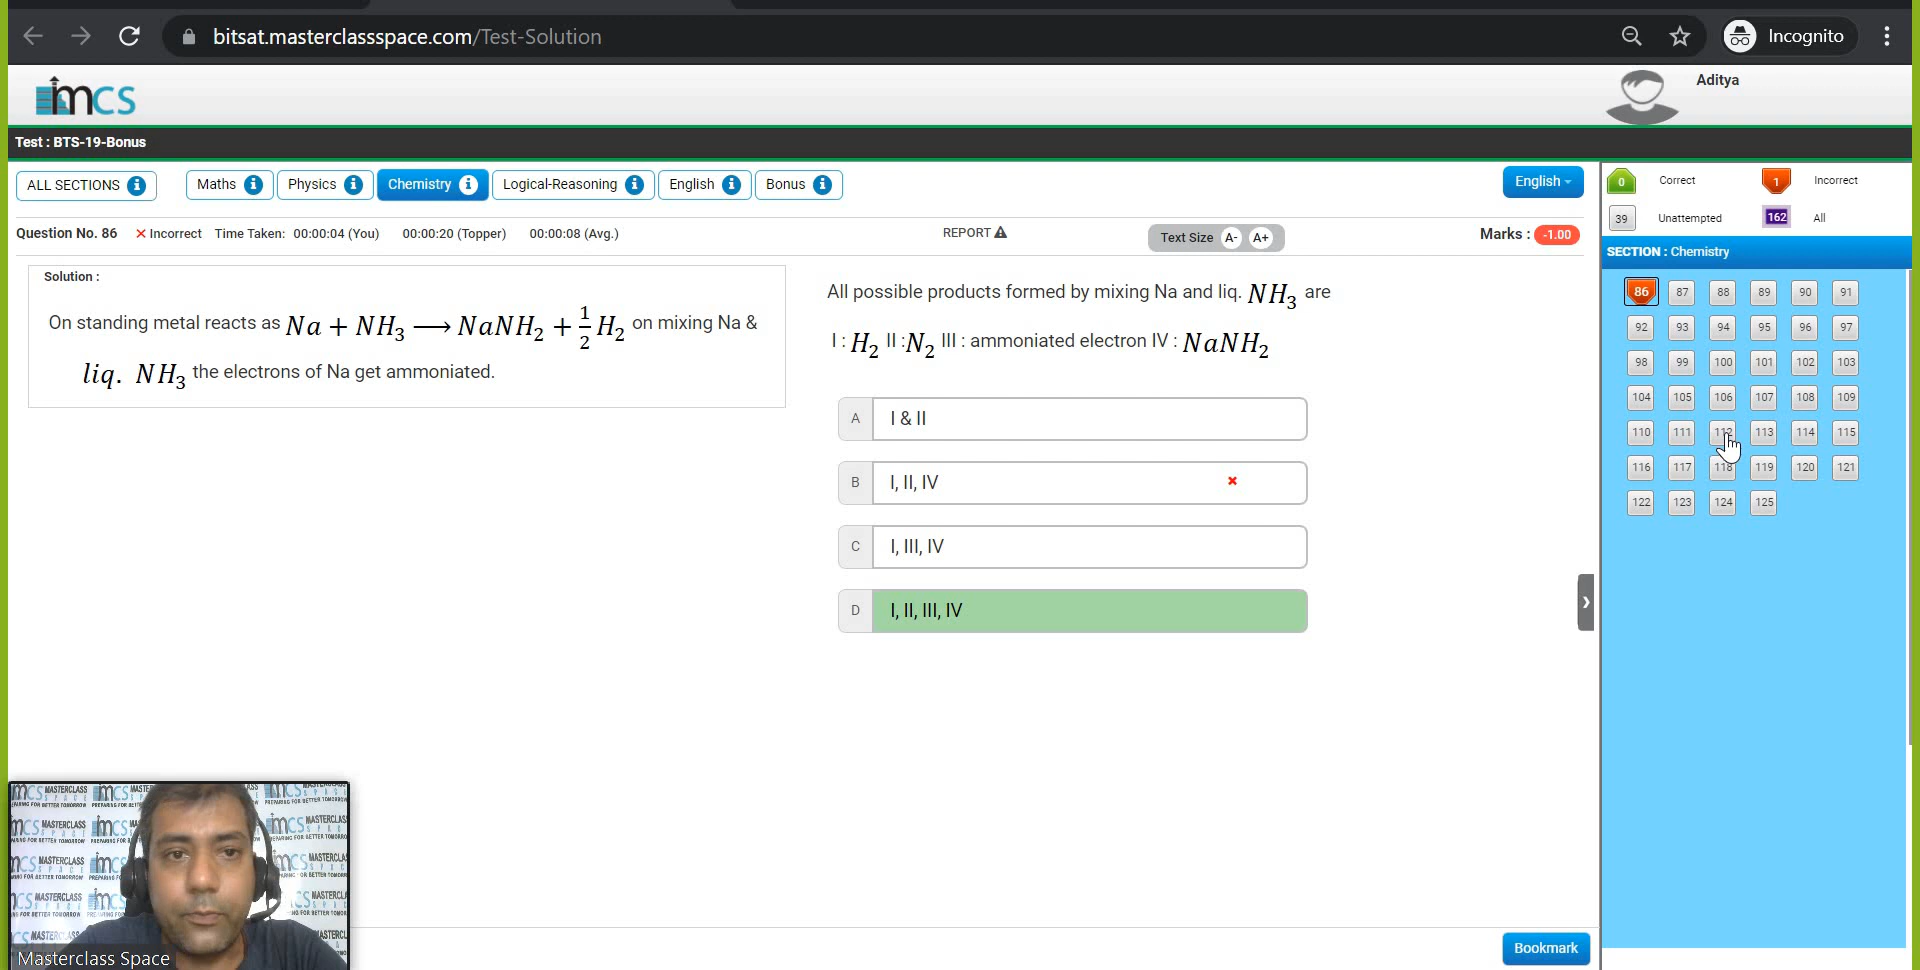 bitsat.masterclassspace.com/Test-Solution
Incognito
imcs
Aditya
Test : BTS-19-Bonus
ALL SECTIONS i Maths i Physics i Chemistry i Logical-Reasoning i English i Bonus i English
0 Correct 1 Incorrect
39 Unattempted 162 All
Question No. 86 × Incorrect Time Taken: 00:00:04 (You) 00:00:20 (Topper) 00:00:08 (Avg.) REPORT Text Size A- A+ Marks : -1.00
SECTION : Chemistry
Solution :
On standing metal reacts as Na + NH₃ ⟶ NaNH₂ + 1/2 H₂ on mixing Na &
liq. NH₃ the electrons of Na get ammoniated.
All possible products formed by mixing Na and liq. NH₃ are
I : H₂ II : N₂ III : ammoniated electron IV : NaNH₂
A I & II
B I, II, IV
C I, III, IV
D I, II, III, IV
86 87 88 89 90 91
92 93 94 95 96 97
98 99 100 101 102 103
104 105 106 107 108 109
110 111 112 113 114 115
116 117 118 119 120 121
122 123 124 125
Masterclass Space
Bookmark